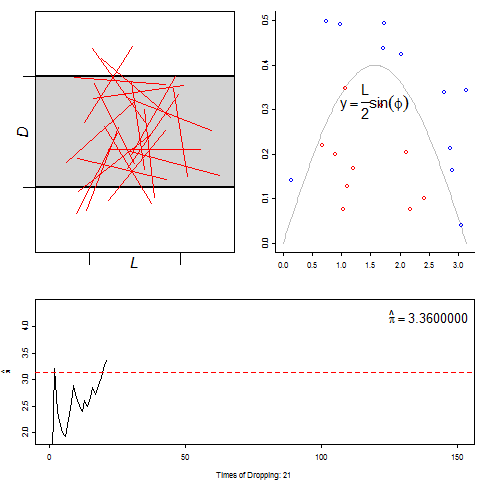 D
L
y = L/2 sin(ϕ)
0.0 0.1 0.2 0.3 0.4 0.5
0.0 0.5 1.0 1.5 2.0 2.5 3.0
π̂ = 3.3600000
π̂
2.0 2.5 3.0 3.5 4.0
0 50 100 150
Times of Dropping: 21